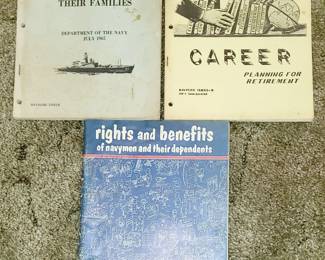 THEIR FAMILIES
DEPARTMENT OF THE NAVY
JULY 1965
CAREER
PLANNING FOR
RETIREMENT
rights and benefits
of navymen and their dependents